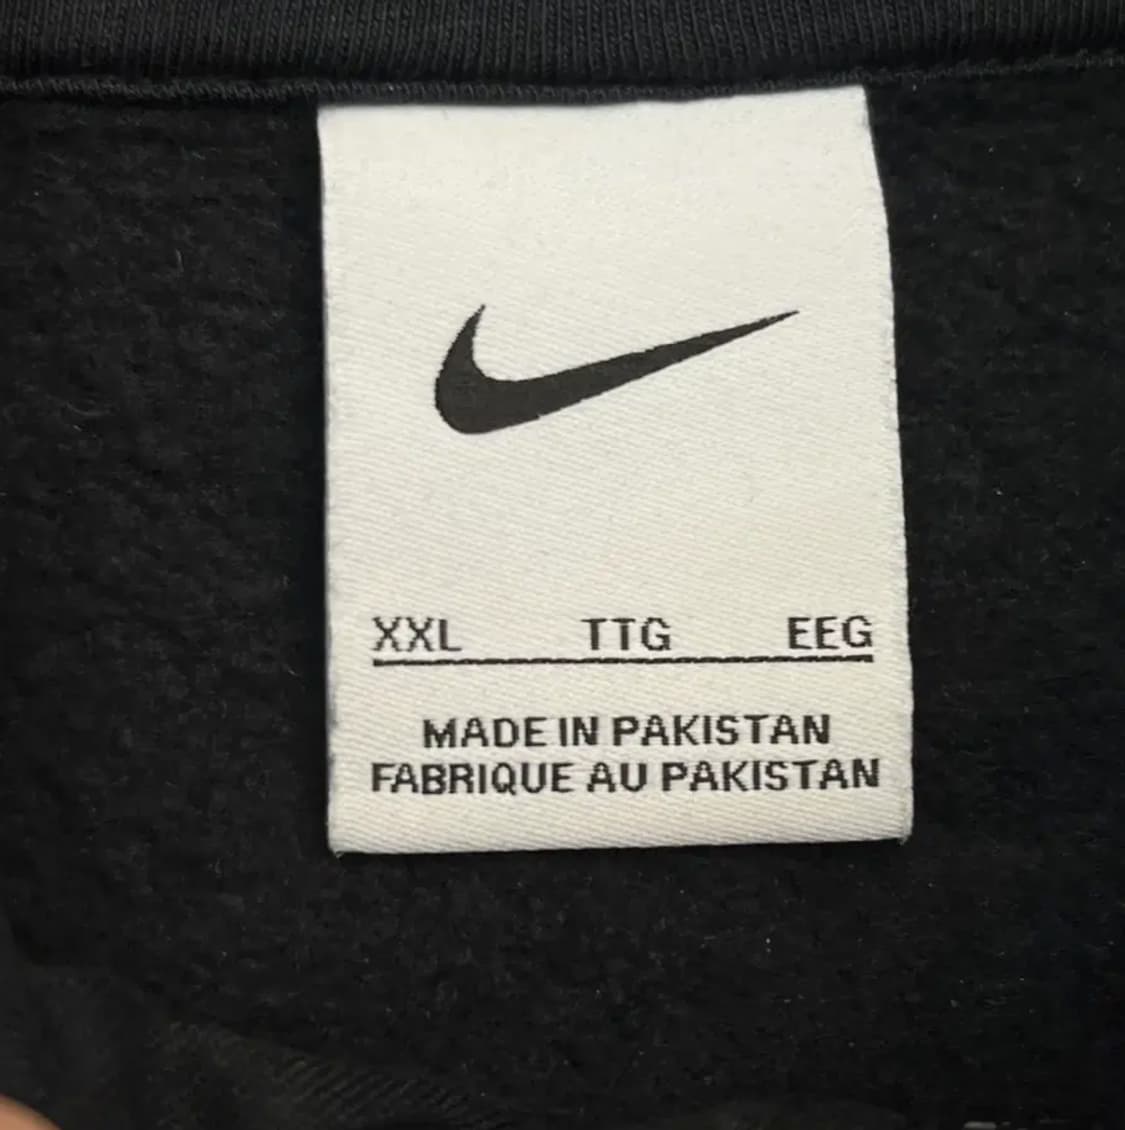 XXL TTG EEG
MADE IN PAKISTAN
FABRIQUE AU PAKISTAN